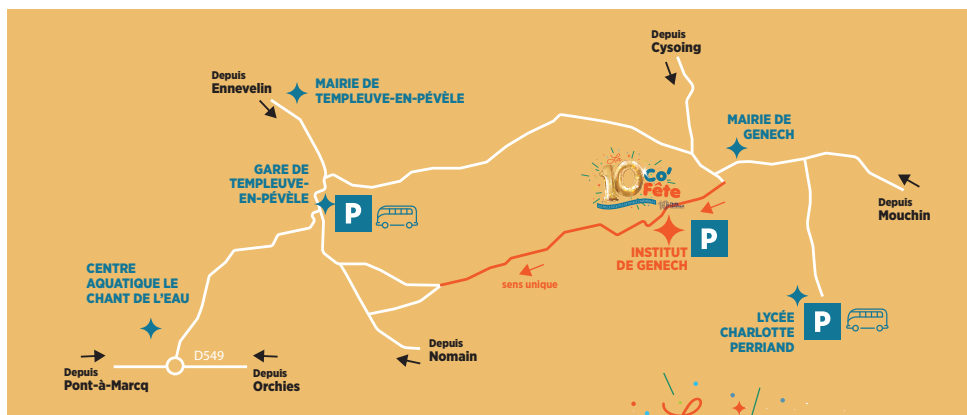 Depuis
Cysoing
Depuis
Ennevelin
MAIRIE DE
TEMPLEUVE-EN-PÉVÈLE
MAIRIE DE
GENECH
GARE DE
TEMPLEUVE-
EN-PÉVÈLE
P
10
Co'
Fête
Depuis
Mouchin
P
INSTITUT
DE GENECH
CENTRE
AQUATIQUE LE
CHANT DE L'EAU
sens unique
LYCÉE
CHARLOTTE
PERRIAND
P
D549
Depuis
Nomain
Depuis
Pont-à-Marcq
Depuis
Orchies